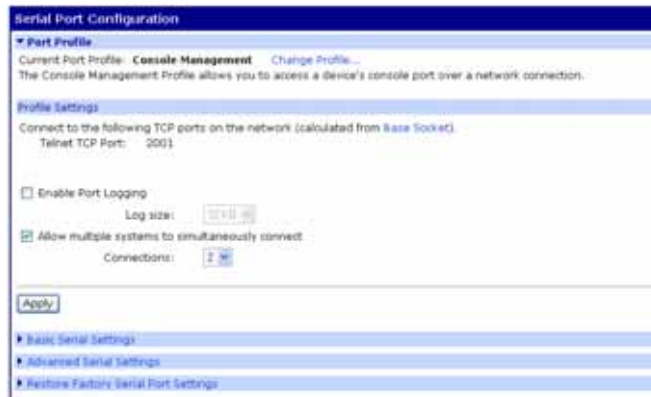 Serial Port Configuration
Port Profile
Current Port Profile: Console Management Change Profile...
The Console Management Profile allows you to access a device's console port over a network connection.
Profile Settings
Connect to the following TCP ports on the network (calculated from Base Socket).
Telnet TCP Port: 2001
Enable Port Logging
Log size:
Allow multiple systems to simultaneously connect
Connections: 2
Apply
Basic Serial Settings
Advanced Serial Settings
Restore Factory Serial Port Settings